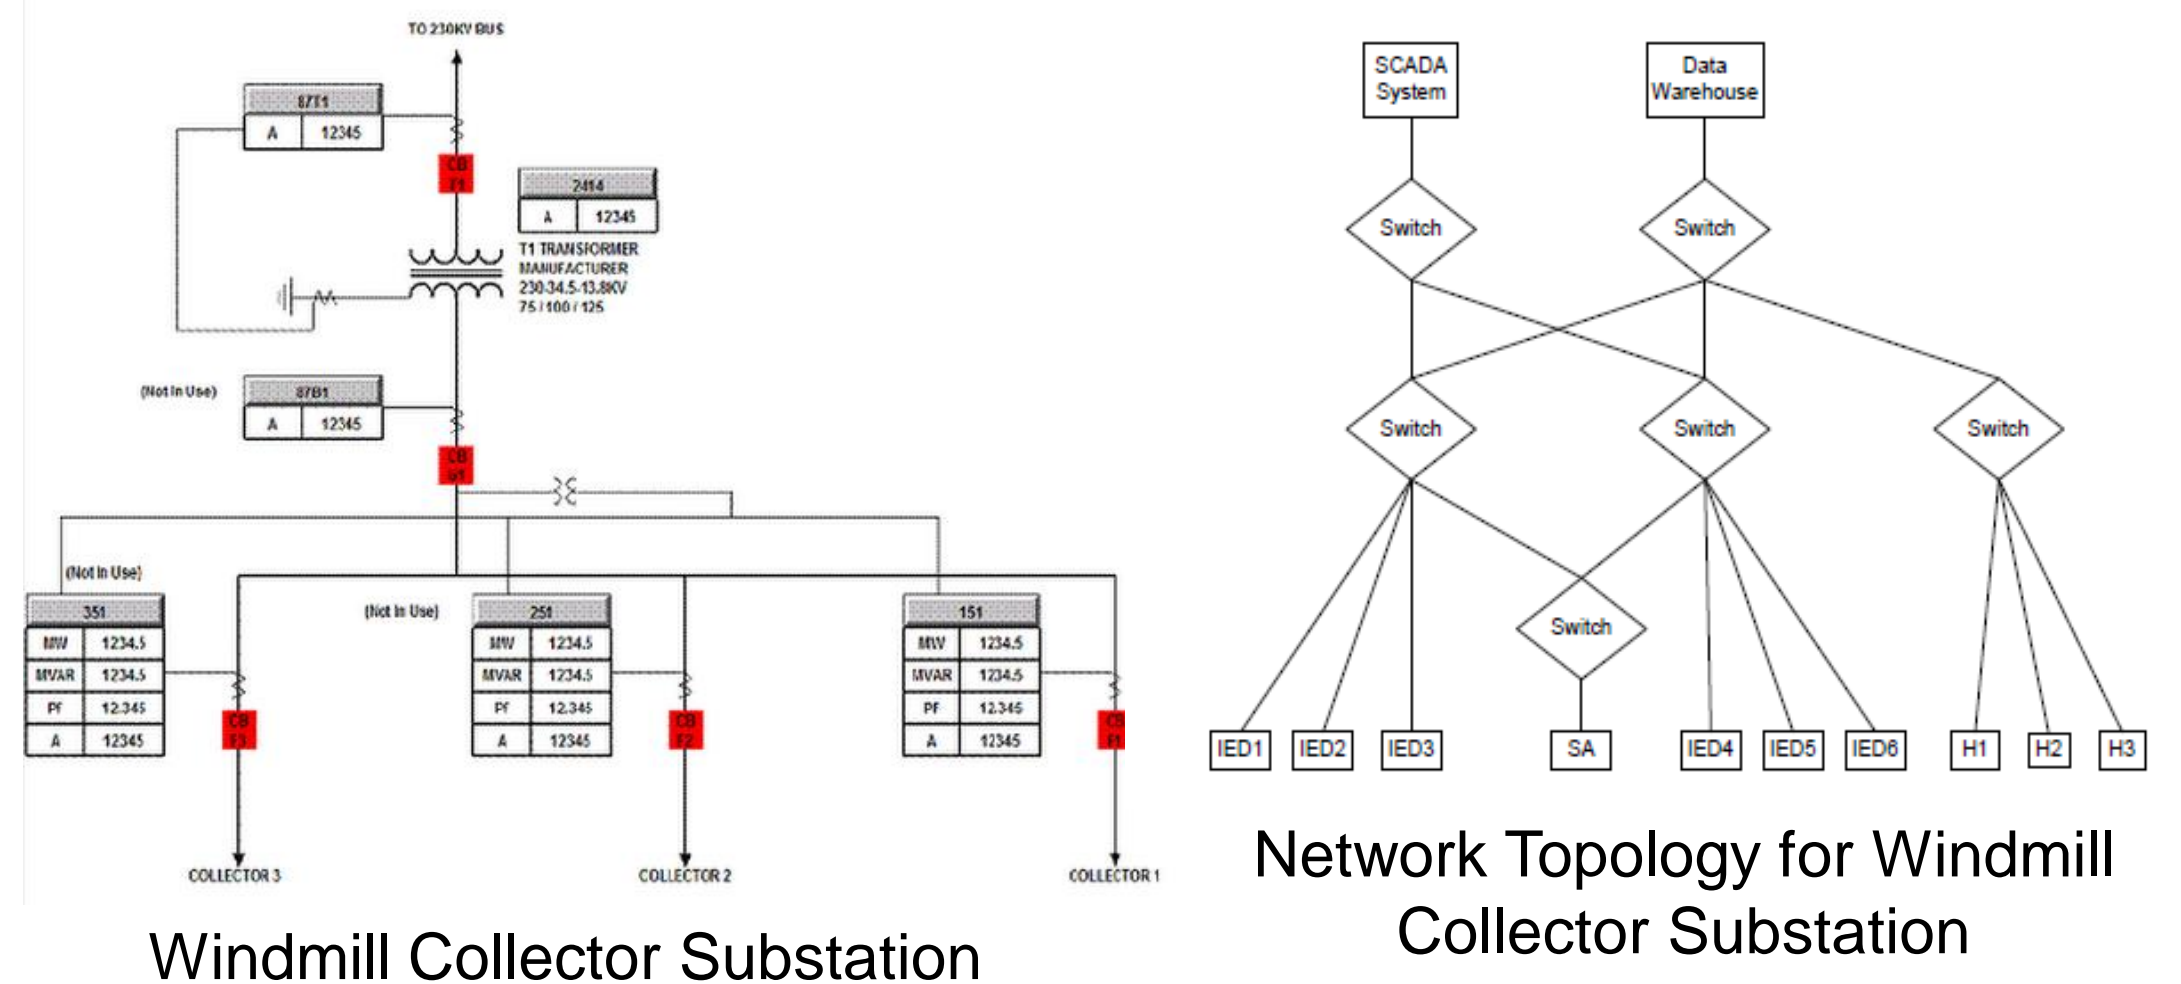 TO 230KV BUS
87T1
A 12345
CB
T1
2414
A 12345
T1 TRANSFORMER
MANUFACTURER
230-34.5-13.8KV
75 / 100 / 125
(Not In Use)
87B1
A 12345
CB
B1
(Not In Use)
351
MW 1234.5
MVAR 1234.5
Pf 12.345
A 12345
CB
F3
(Not In Use)
251
MW 1234.5
MVAR 1234.5
Pf 12.345
A 12345
CB
F2
151
MW 1234.5
MVAR 1234.5
Pf 12.345
A 12345
CB
F1
COLLECTOR 3
COLLECTOR 2
COLLECTOR 1
Windmill Collector Substation
SCADA
System
Data
Warehouse
Switch
Switch
Switch
Switch
Switch
Switch
IED1
IED2
IED3
SA
IED4
IED5
IED6
H1
H2
H3
Network Topology for Windmill
Collector Substation